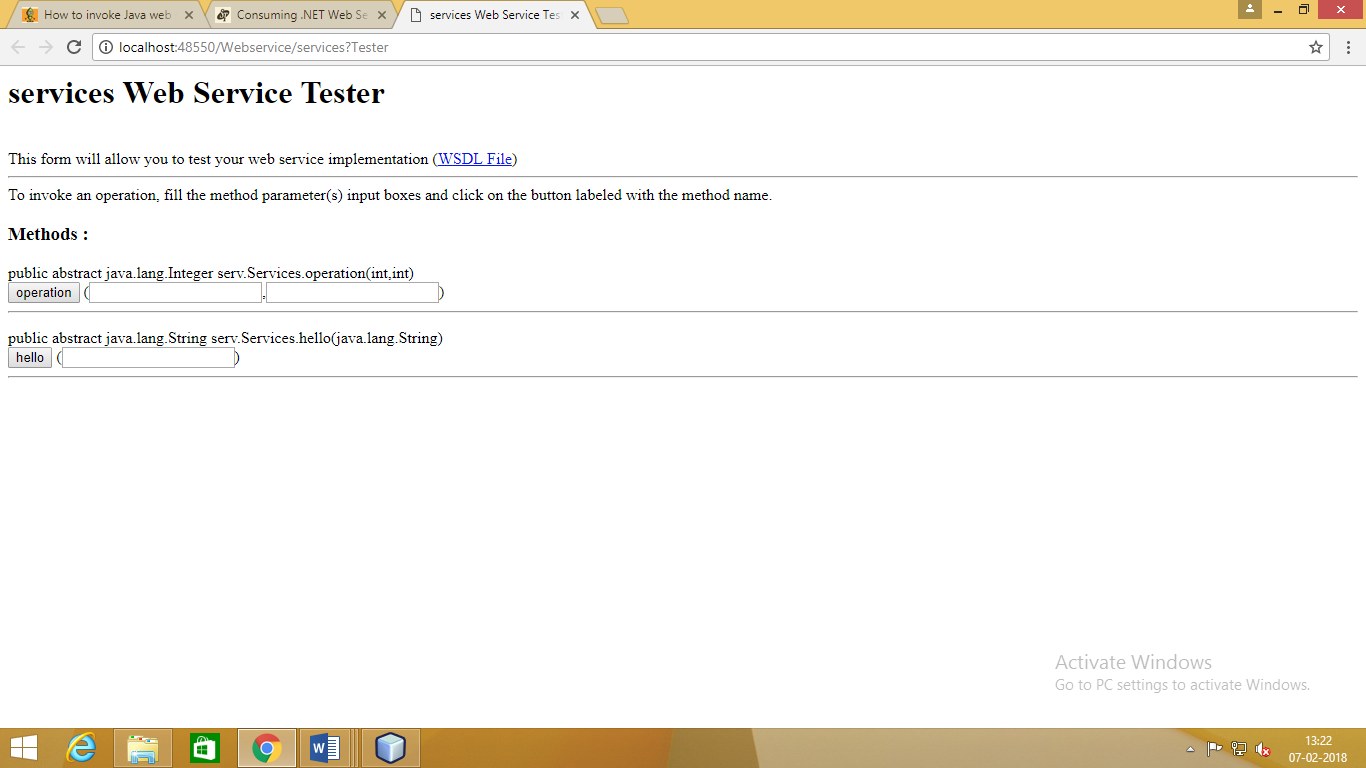 How to invoke Java web
Consuming .NET Web Se
services Web Service Tes
localhost:48550/Webservice/services?Tester
services Web Service Tester
This form will allow you to test your web service implementation (WSDL File)
To invoke an operation, fill the method parameter(s) input boxes and click on the button labeled with the method name.
Methods :
public abstract java.lang.Integer serv.Services.operation(int,int)
operation ( , )
public abstract java.lang.String serv.Services.hello(java.lang.String)
hello ( )
Activate Windows
Go to PC settings to activate Windows.
13:22
07-02-2018